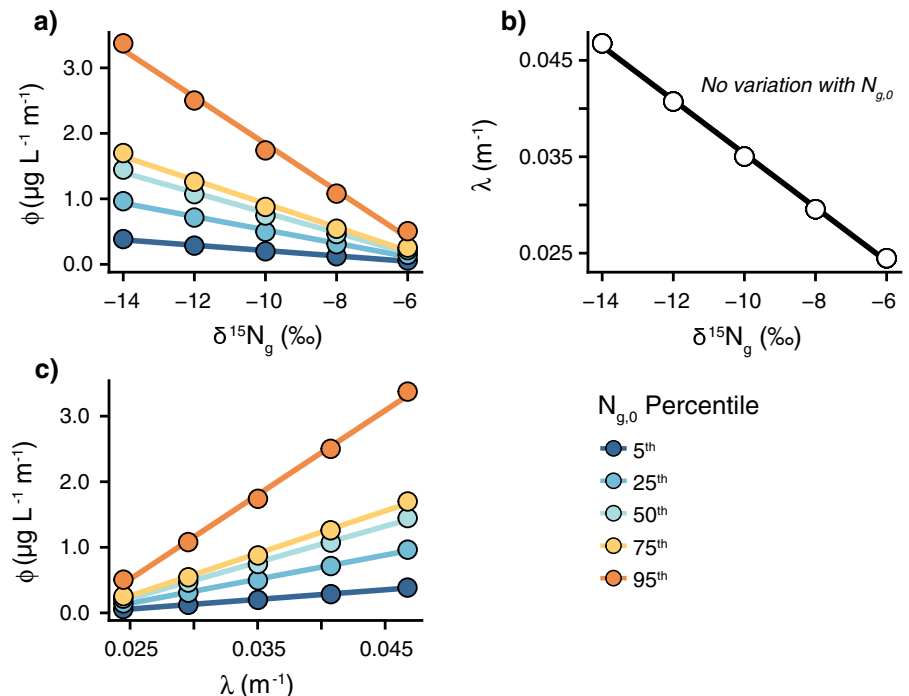 a)
3.0
2.0
1.0
0.0
ϕ (µg L⁻¹ m⁻¹)
−14 −12 −10 −8 −6
δ¹⁵N_g (‰)
b)
0.045
0.035
0.025
λ (m⁻¹)
No variation with N_g,0
−14 −12 −10 −8 −6
δ¹⁵N_g (‰)
c)
3.0
2.0
1.0
0.0
ϕ (µg L⁻¹ m⁻¹)
0.025 0.035 0.045
λ (m⁻¹)
N_g,0 Percentile
5th
25th
50th
75th
95th